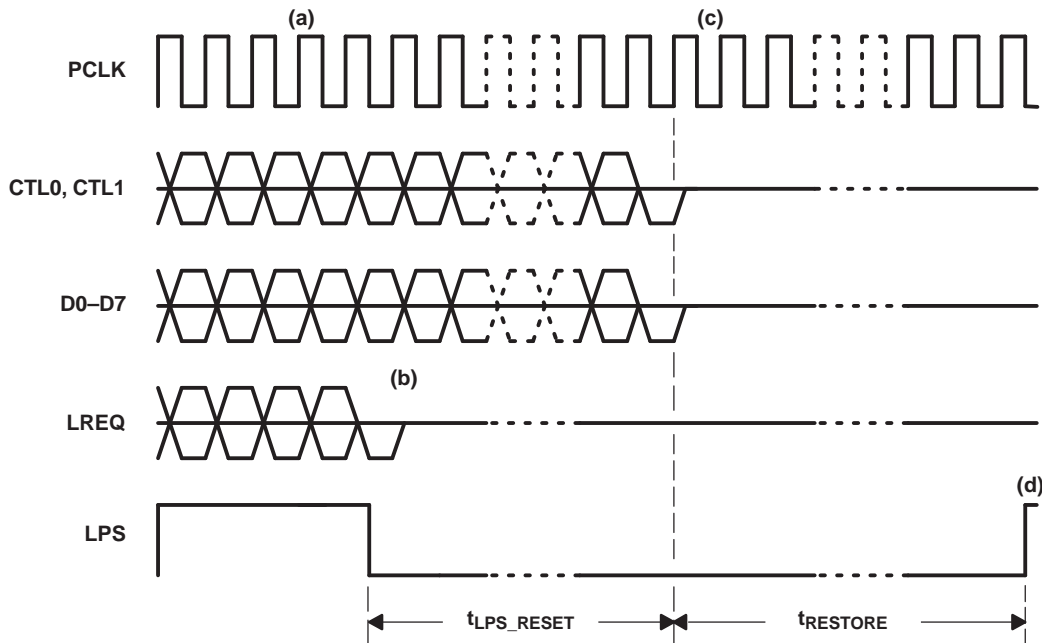 (a)
(c)
PCLK
CTL0, CTL1
D0–D7
(b)
LREQ
(d)
LPS
tLPS_RESET
tRESTORE